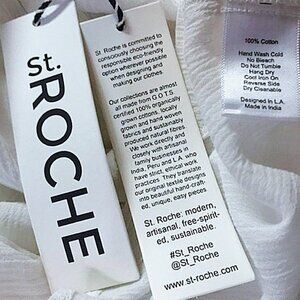 St.
ROCHE
St. Roche is committed to
consciously choosing the
responsible eco-friendly
option wherever possible
when designing and
making our clothes.
Our collections are almost
all made from G.O.T.S.
certified 100% organically
grown cottons, locally
grown and hand woven
fabrics and sustainably
produced natural fibres
We work directly and
closely with artisanal
family businesses in
India, Peru and L.A. who
have strict, ethical work
practices. They translate
our original textile designs
into beautiful hand-craft-
ed, unique, easy pieces
St. Roche: modern,
artisanal, free-spirit-
ed, sustainable.
#St_Roche
@St_Roche
www.st-roche.com
100% Cotton
Hand Wash Cold
No Bleach
Do Not Tumble
Hang Dry
Cool Iron On
Reverse Side
Dry Cleanable
Designed in L.A.
Made in India